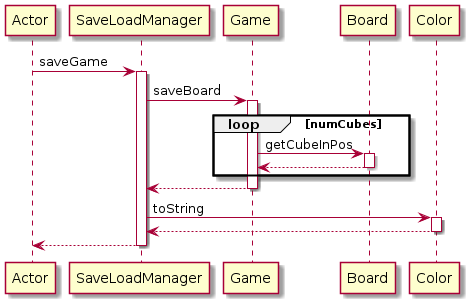 Actor SaveLoadManager Game Board Color
saveGame
saveBoard
loop [numCubes]
getCubeInPos
toString
Actor SaveLoadManager Game Board Color